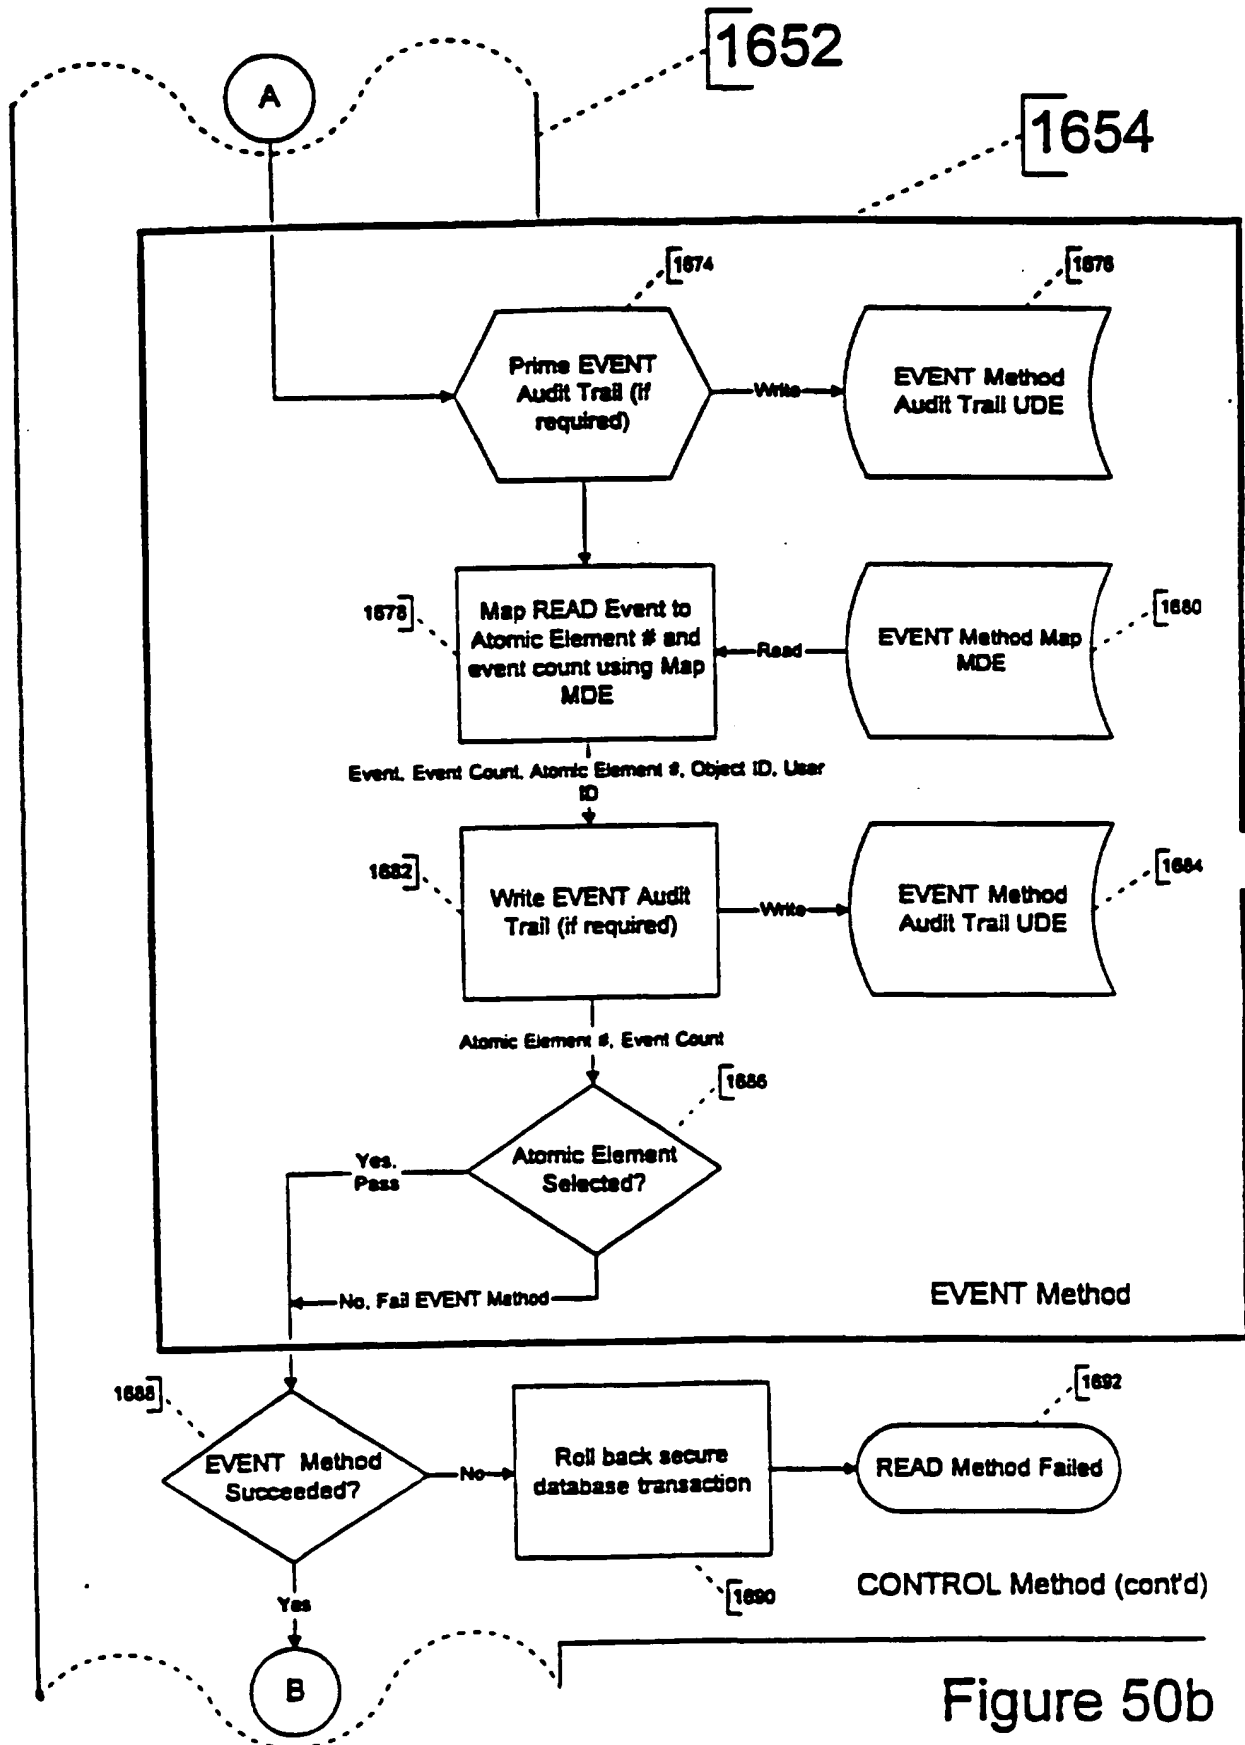 1652
A
1654
1674
1676
Prime EVENT
Audit Trail (if
required)
Write
EVENT Method
Audit Trail UDE
1678
Map READ Event to
Atomic Element # and
event count using Map
MDE
Read
EVENT Method Map
MDE
1680
Event, Event Count, Atomic Element #, Object ID, User
ID
1682
Write EVENT Audit
Trail (if required)
Write
EVENT Method
Audit Trail UDE
1684
Atomic Element #, Event Count
1686
Yes,
Pass
Atomic Element
Selected?
No, Fail EVENT Method
EVENT Method
1688
EVENT Method
Succeeded?
No
Roll back secure
database transaction
1692
READ Method Failed
1690
CONTROL Method (cont'd)
Yes
B
Figure 50b